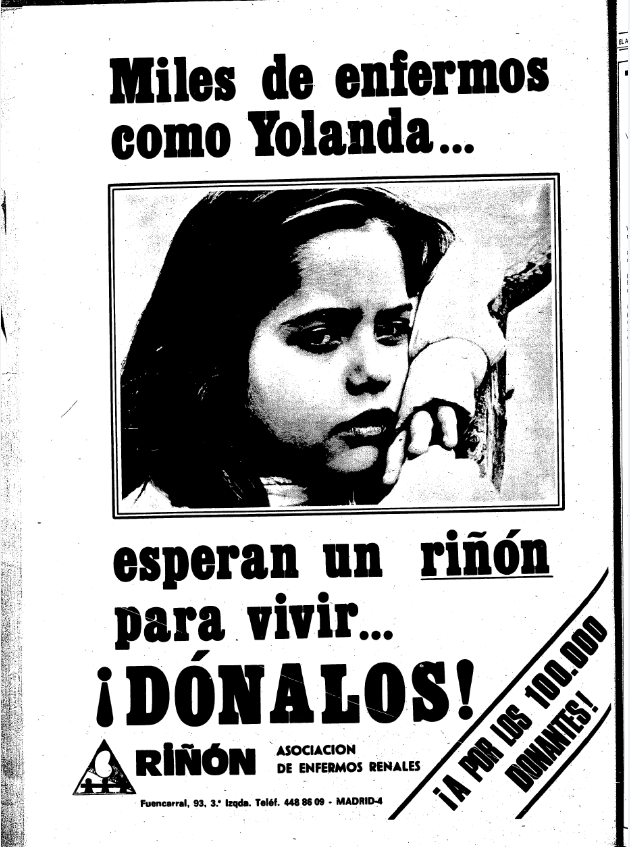 Miles de enfermos
como Yolanda...
esperan un riñón
para vivir...
¡DÓNALOS!
RIÑÓN
ASOCIACION
DE ENFERMOS RENALES
Fuencarral, 93, 3.º Izqda. Teléf. 448 86 09 - MADRID-4
¡A POR LOS 100.000
DONANTES!